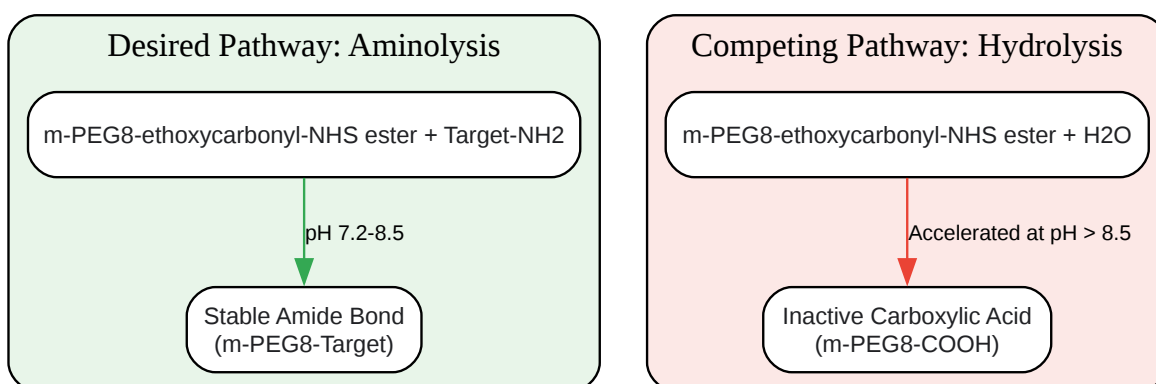 Desired Pathway: Aminolysis
m-PEG8-ethoxycarbonyl-NHS ester + Target-NH2
pH 7.2-8.5
Stable Amide Bond
(m-PEG8-Target)
Competing Pathway: Hydrolysis
m-PEG8-ethoxycarbonyl-NHS ester + H2O
Accelerated at pH > 8.5
Inactive Carboxylic Acid
(m-PEG8-COOH)